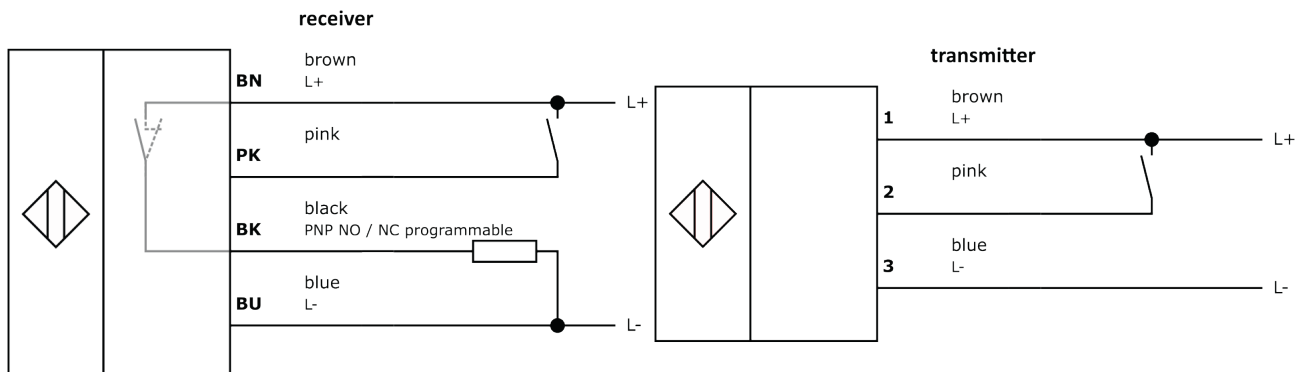 receiver
brown
BN
L+
L+
pink
PK
black
BK
PNP NO / NC programmable
blue
BU
L-
L-
transmitter
brown
1
L+
L+
pink
2
blue
3
L-
L-